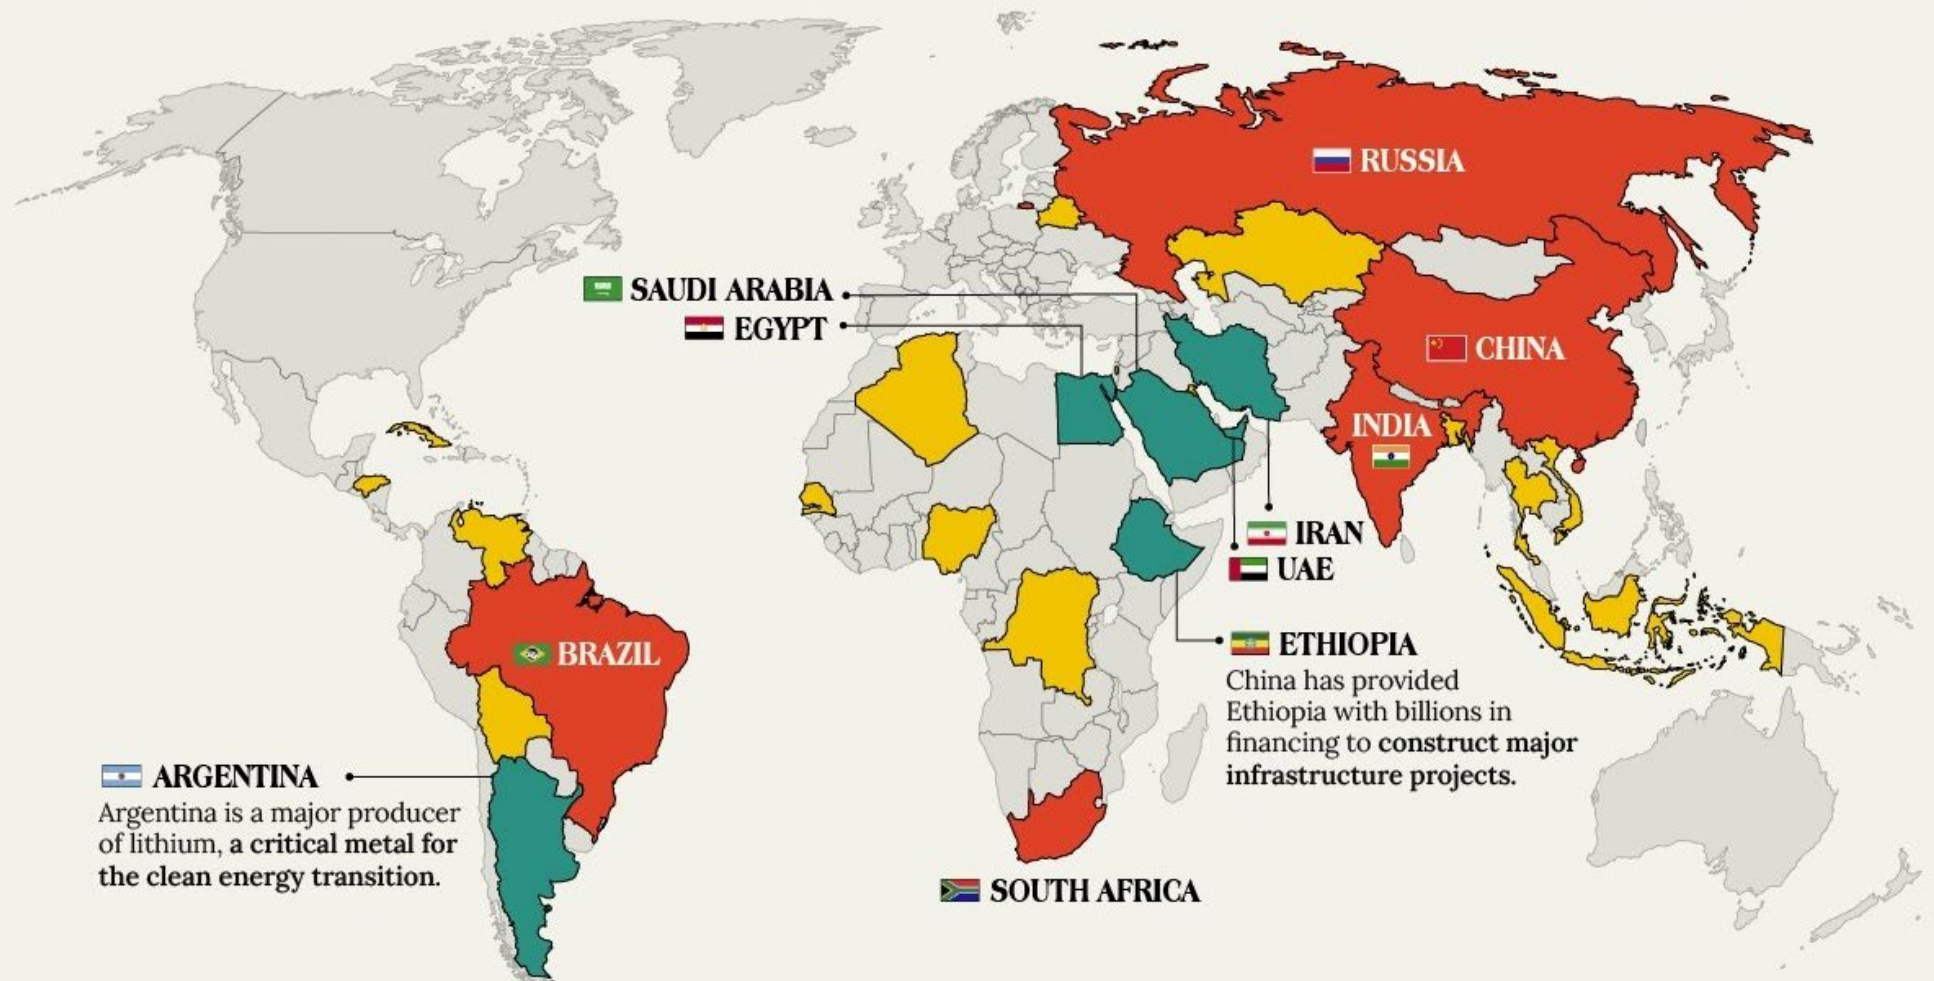 RUSSIA
SAUDI ARABIA
EGYPT
CHINA
INDIA
IRAN
UAE
BRAZIL
ETHIOPIA
China has provided
Ethiopia with billions in
financing to construct major
infrastructure projects.
ARGENTINA
Argentina is a major producer
of lithium, a critical metal for
the clean energy transition.
SOUTH AFRICA